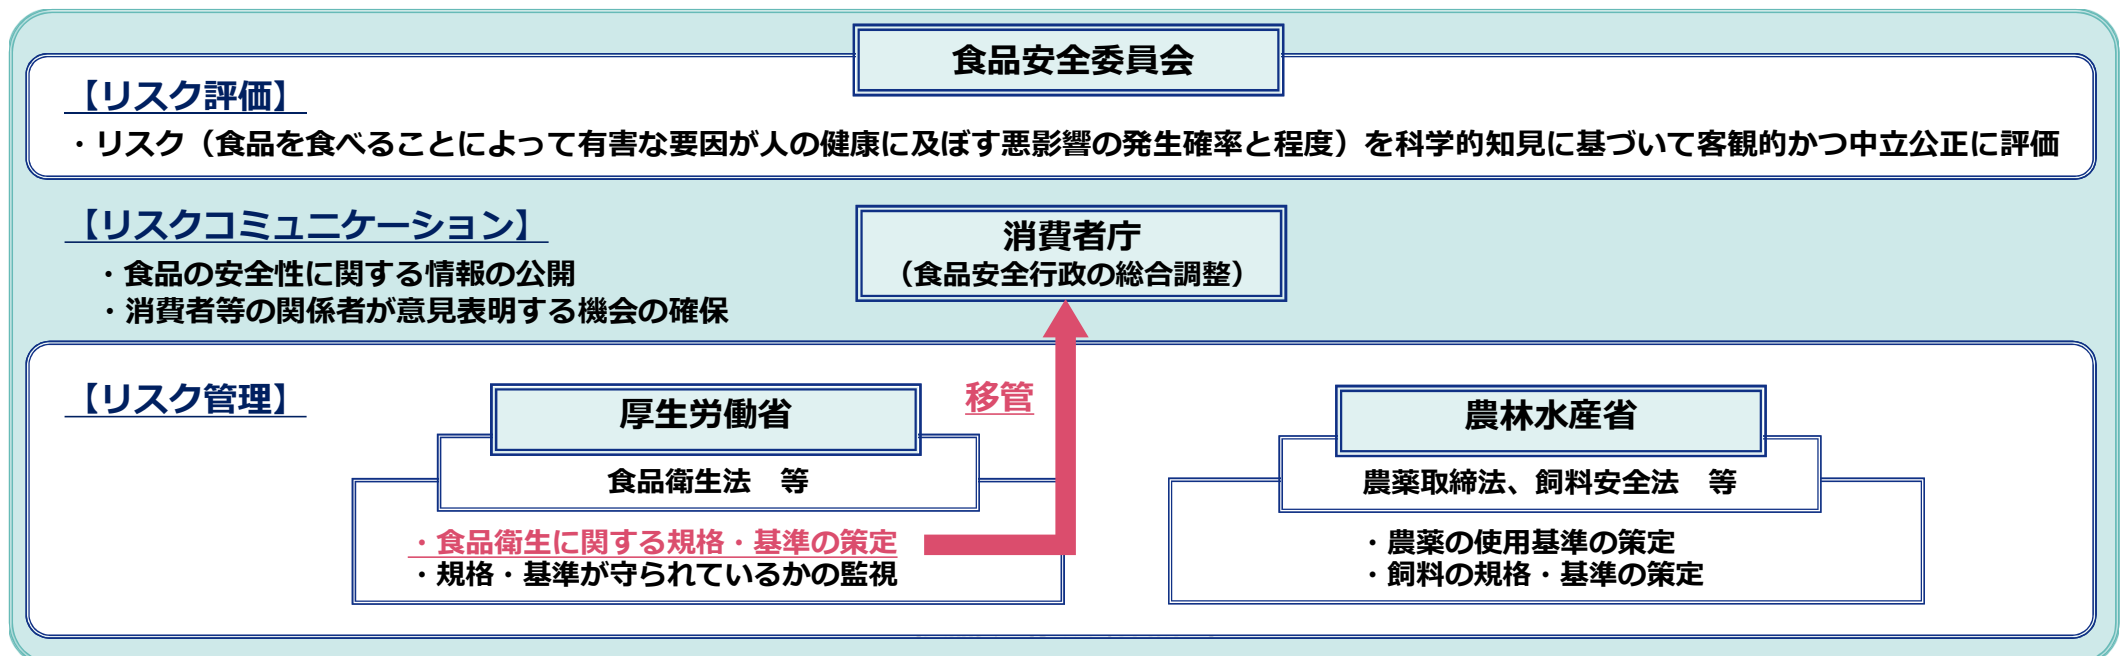 食品安全委員会
【リスク評価】
・リスク（食品を食べることによって有害な要因が人の健康に及ぼす悪影響の発生確率と程度）を科学的知見に基づいて客観的かつ中立公正に評価
【リスクコミュニケーション】
・食品の安全性に関する情報の公開
・消費者等の関係者が意見表明する機会の確保
消費者庁
（食品安全行政の総合調整）
【リスク管理】
厚生労働省
食品衛生法　等
・食品衛生に関する規格・基準の策定
・規格・基準が守られているかの監視
移管
農林水産省
農薬取締法、飼料安全法　等
・農薬の使用基準の策定
・飼料の規格・基準の策定